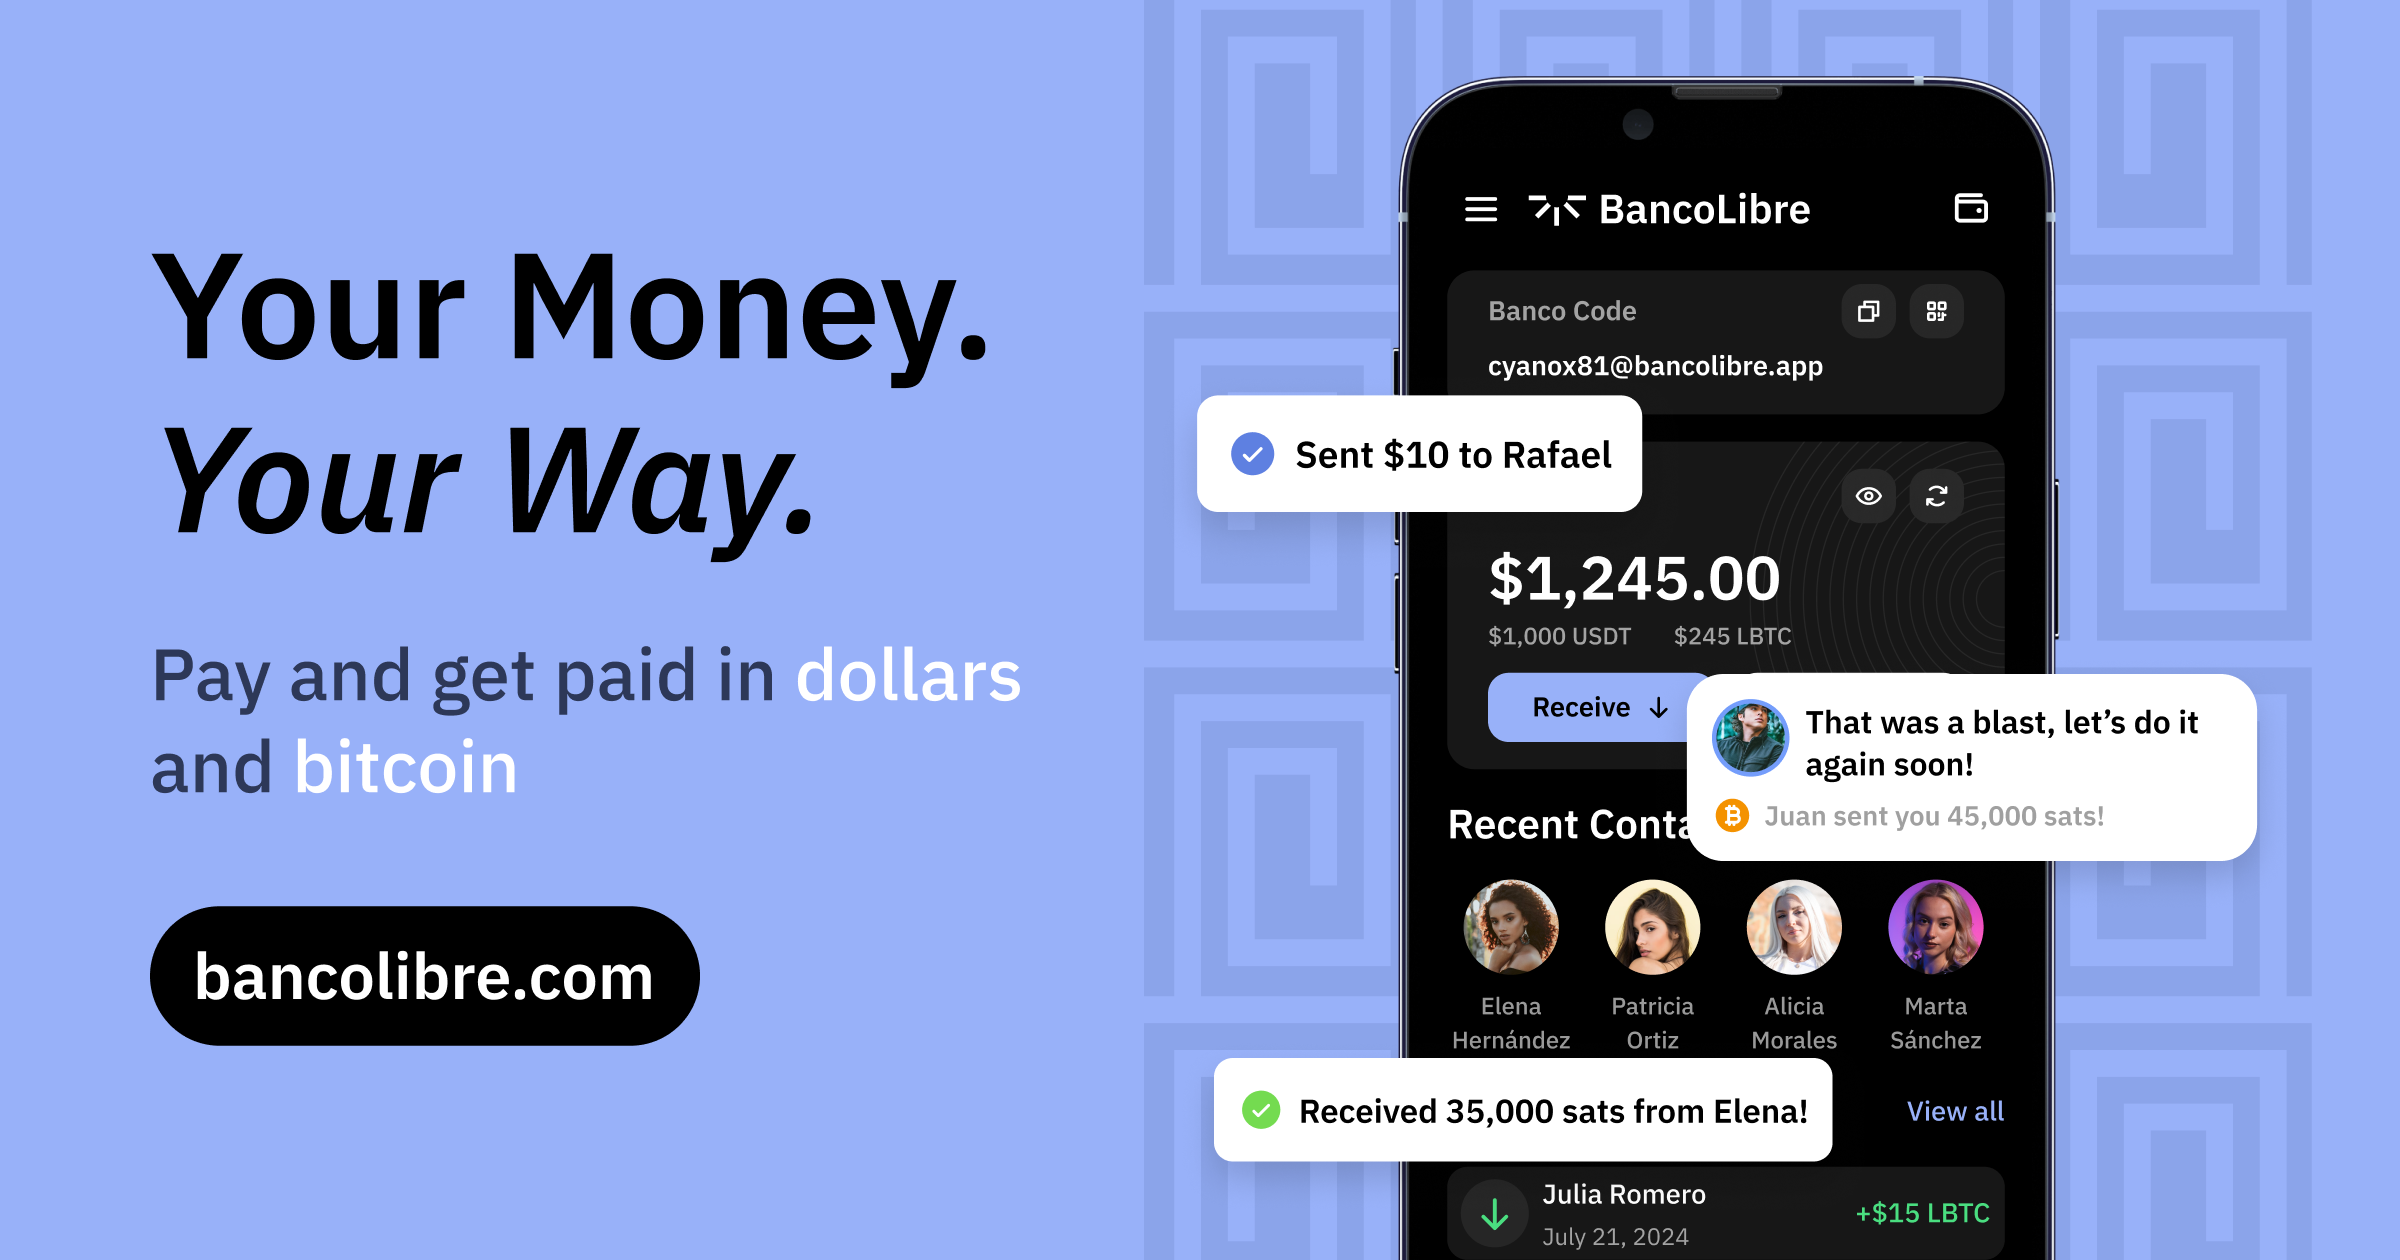 Your Money.
Your Way.
Pay and get paid in dollars
and bitcoin
bancolibre.com
BancoLibre
Banco Code
cyanox81@bancolibre.app
Sent $10 to Rafael
$1,245.00
$1,000 USDT $245 LBTC
Receive
That was a blast, let’s do it
again soon!
Juan sent you 45,000 sats!
Recent Conta
Elena
Hernández
Patricia
Ortiz
Alicia
Morales
Marta
Sánchez
Received 35,000 sats from Elena!
View all
Julia Romero
July 21, 2024
+$15 LBTC